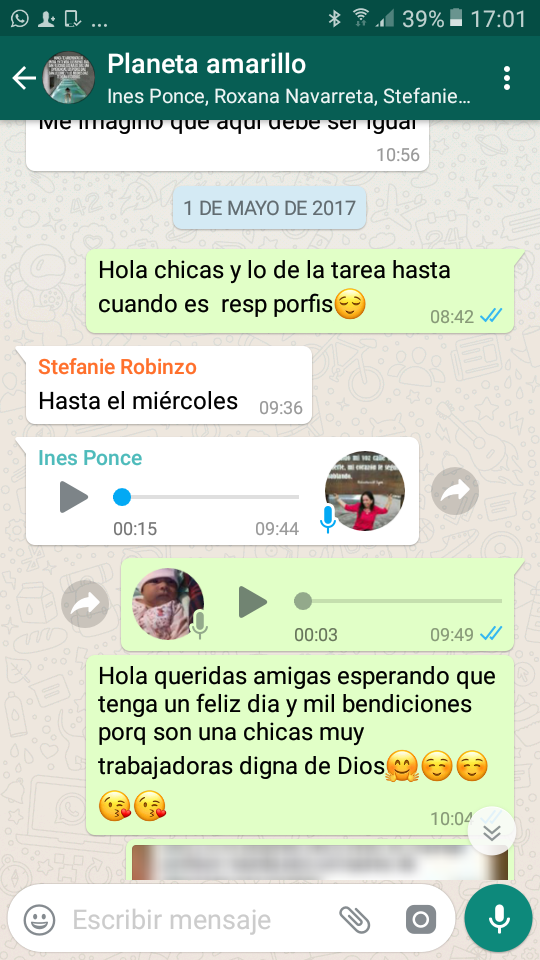 ... 39% 17:01
Planeta amarillo
Ines Ponce, Roxana Navarreta, Stefanie...
Me imagino que aqui debe ser igual
10:56
1 DE MAYO DE 2017
Hola chicas y lo de la tarea hasta
cuando es resp porfis😌
08:42
Stefanie Robinzo
Hasta el miércoles
09:36
Ines Ponce
00:15 09:44
00:03 09:49
Hola queridas amigas esperando que
tenga un feliz dia y mil bendiciones
porq son una chicas muy
trabajadoras digna de Dios🤗☺️☺️
😘😘
10:04
Escribir mensaje